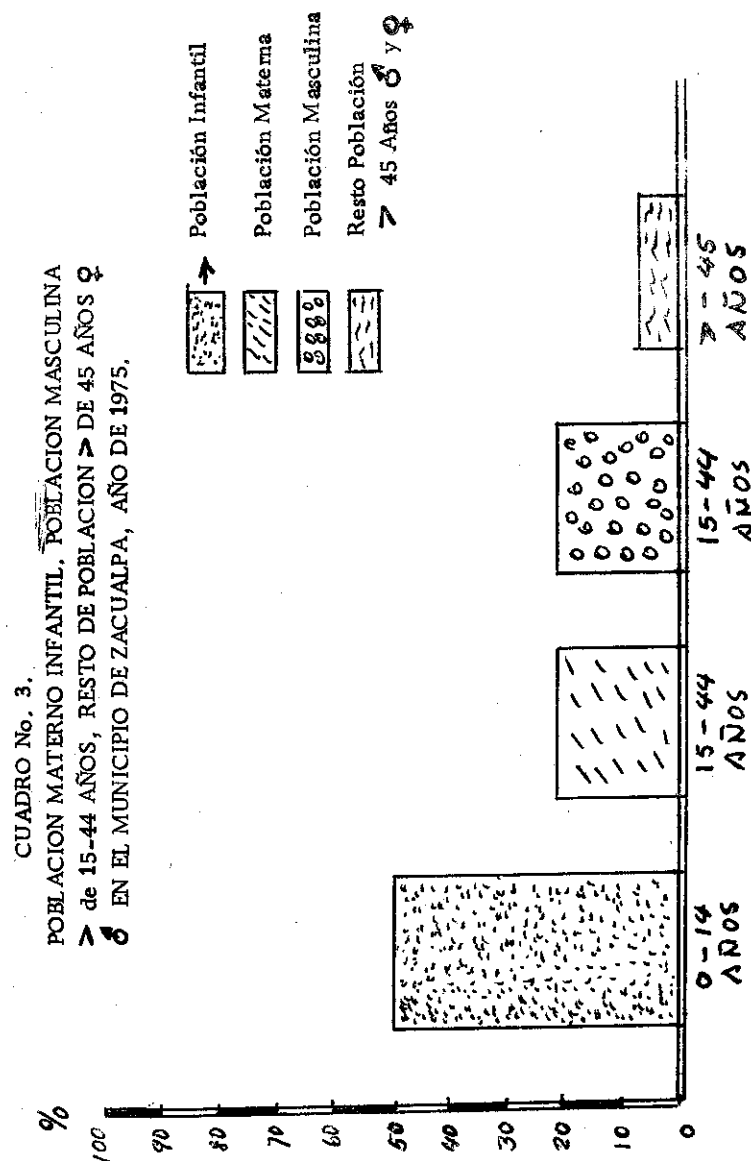 CUADRO No. 3.
POBLACION MATERNO INFANTIL, POBLACION MASCULINA
> de 15-44 AÑOS, RESTO DE POBLACION > DE 45 AÑOS ♀
♂ EN EL MUNICIPIO DE ZACUALPA, AÑO DE 1975.
→ Población Infantil
Población Materna
Población Masculina
Resto Población
> 45 Años ♂ y ♀
%
100
90
80
70
60
50
40
30
20
10
0
0-14
AÑOS
15-44
AÑOS
15-44
AÑOS
>-45
AÑOS